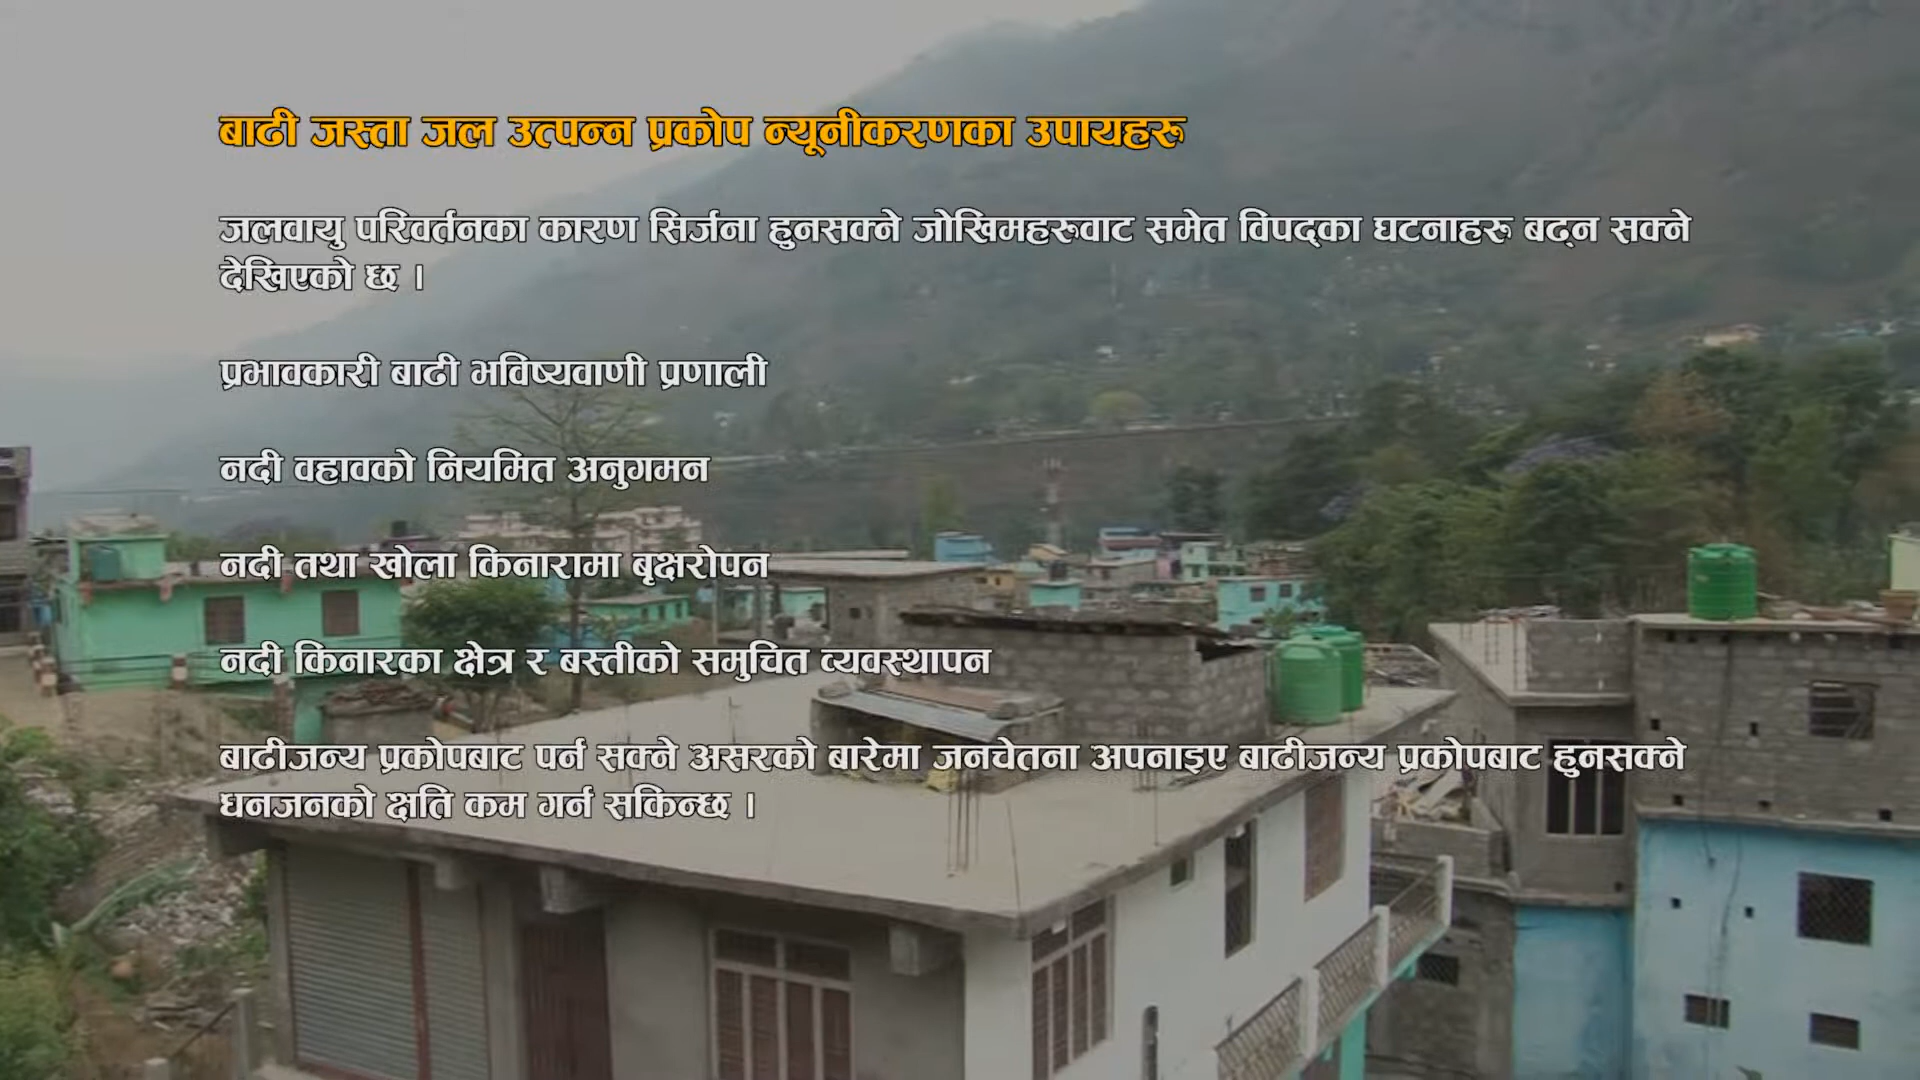 बाढी जस्ता जल उत्पन्न प्रकोप न्यूनीकरणका उपायहरू
जलवायु परिवर्तनका कारण सिर्जना हुनसक्ने जोखिमहरुवाट समेत विपद्का घटनाहरू बढ्न सक्ने
देखिएको छ ।
प्रभावकारी बाढी भविष्यवाणी प्रणाली
नदी वहावको नियमित अनुगमन
नदी तथा खोला किनारामा बृक्षरोपन
नदी किनारका क्षेत्र र बस्तीको समुचित व्यवस्थापन
बाढीजन्य प्रकोपबाट पर्न सक्ने असरको बारेमा जनचेतना अपनाइए बाढीजन्य प्रकोपबाट हुनसक्ने
धनजनको क्षति कम गर्न सकिन्छ ।